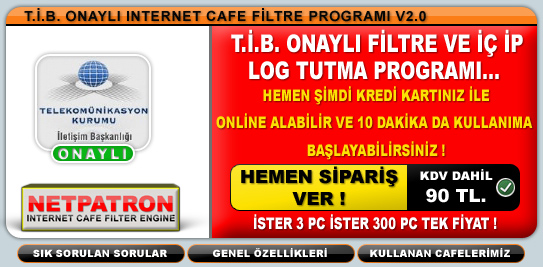 T.İ.B. ONAYLI INTERNET CAFE FİLTRE PROGRAMI V2.0
TELEKOMÜNİKASYON
KURUMU
İletişim Başkanlığı
ONAYLI
NETPATRON
INTERNET CAFE FILTER ENGINE
T.İ.B. ONAYLI FİLTRE VE İÇ İP
LOG TUTMA PROGRAMI...
HEMEN ŞİMDİ KREDİ KARTINIZ İLE
ONLINE ALABİLİR VE 10 DAKİKA DA KULLANIMA
BAŞLAYABİLİRSİNİZ !
HEMEN SİPARİŞ
VER !
KDV DAHİL
90 TL.
İSTER 3 PC İSTER 300 PC TEK FİYAT !
SIK SORULAN SORULAR
GENEL ÖZELLİKLERİ
KULLANAN CAFELERİMİZ